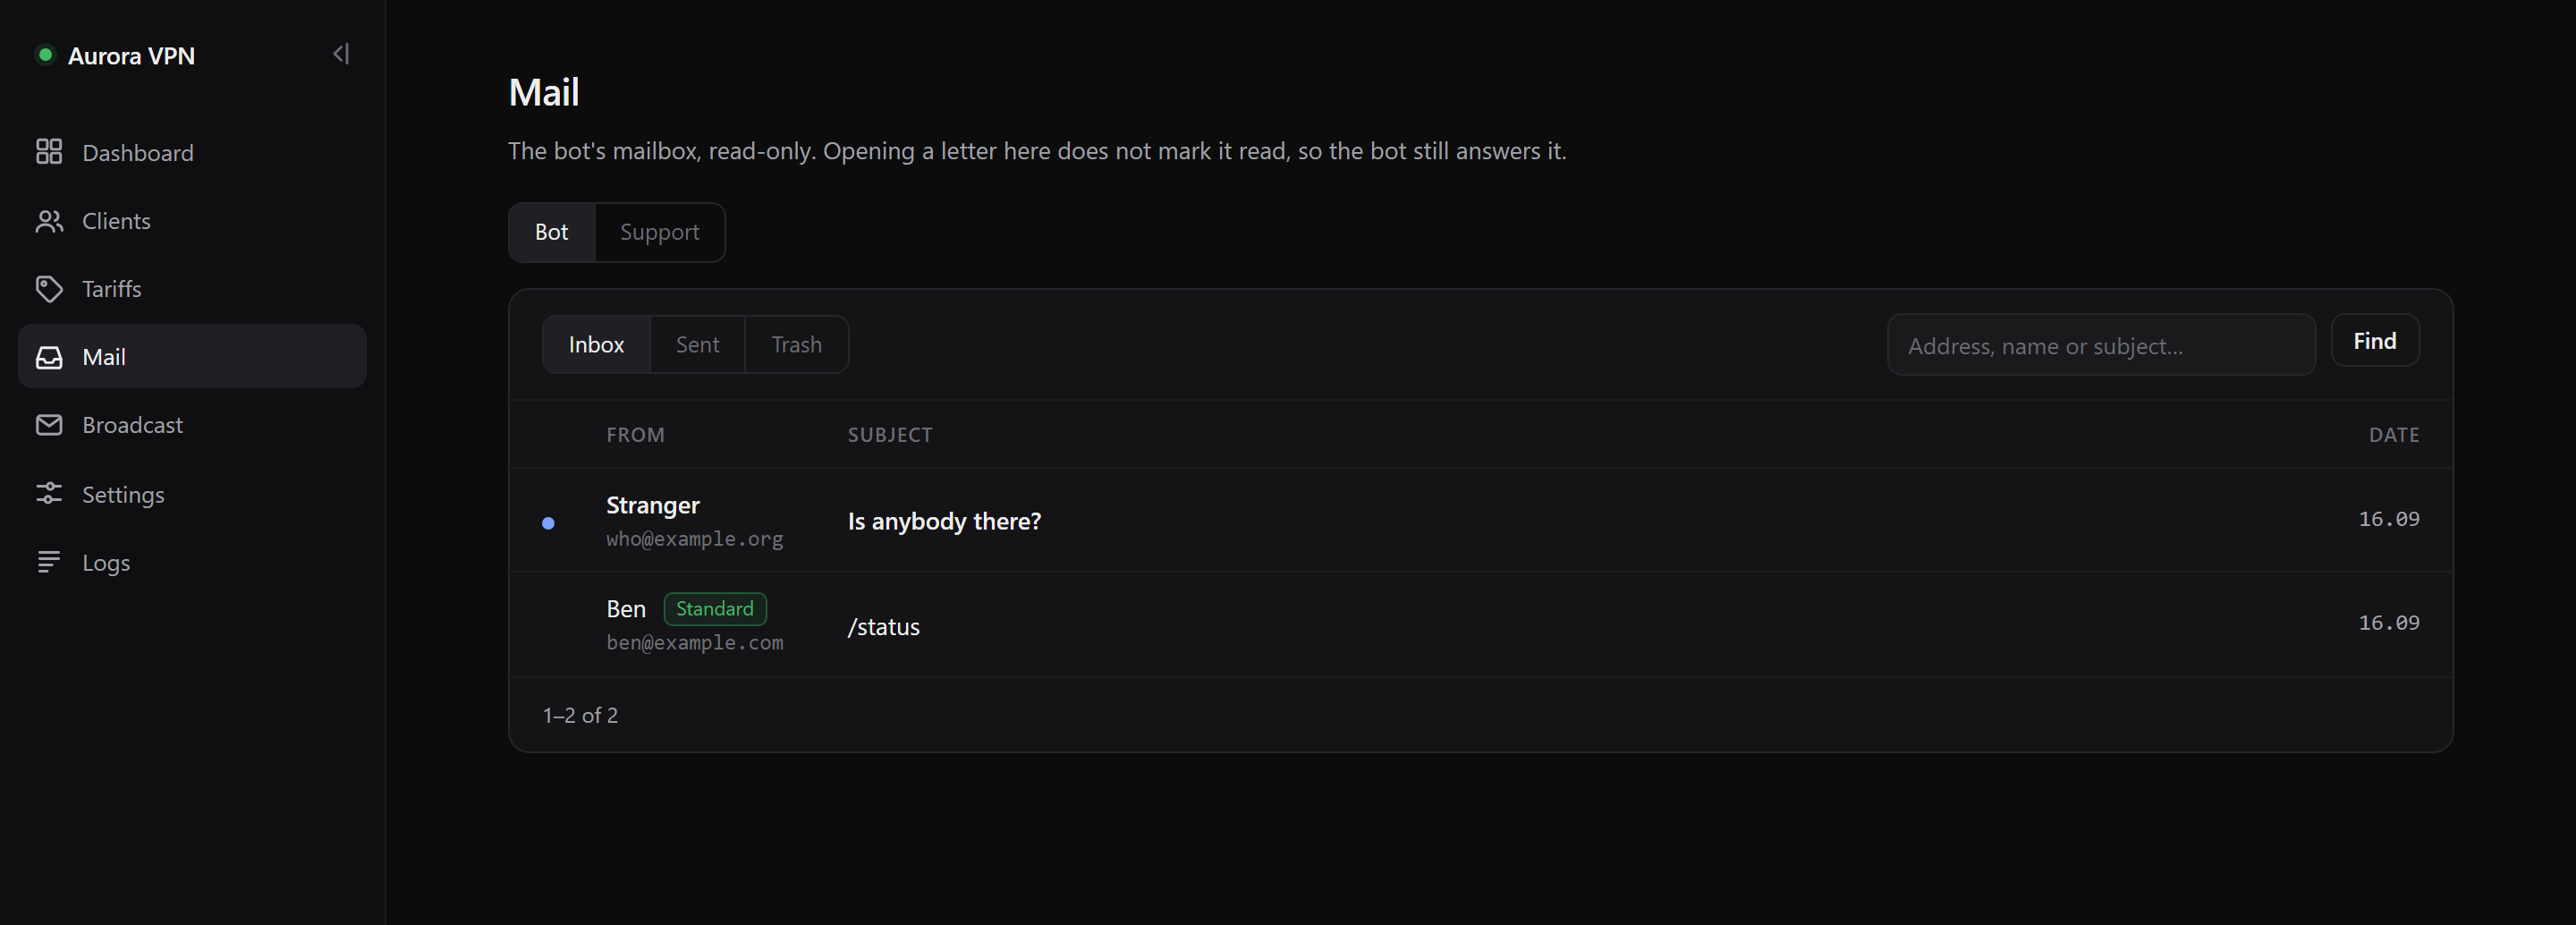 Aurora VPN
Dashboard
Clients
Tariffs
Mail
Broadcast
Settings
Logs
Mail
The bot's mailbox, read-only. Opening a letter here does not mark it read, so the bot still answers it.
Bot Support
Inbox Sent Trash Address, name or subject... Find
FROM SUBJECT DATE
Stranger
who@example.org
Is anybody there?
16.09
Ben Standard
ben@example.com
/status
16.09
1–2 of 2